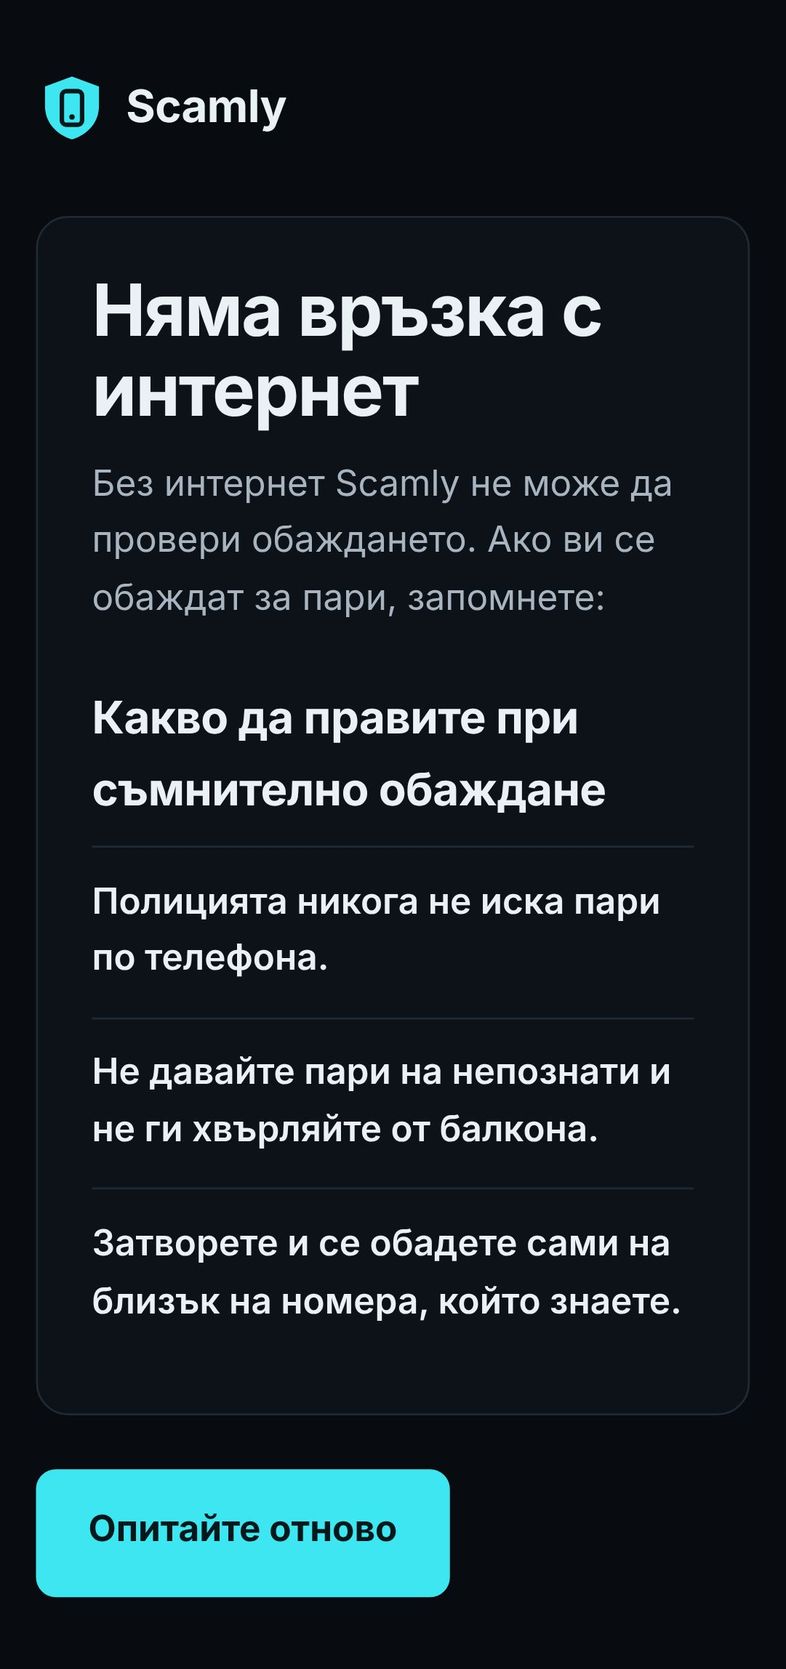 Scamly
Няма връзка с
интернет
Без интернет Scamly не може да
провери обаждането. Ако ви се
обаждат за пари, запомнете:
Какво да правите при
съмнително обаждане
Полицията никога не иска пари
по телефона.
Не давайте пари на непознати и
не ги хвърляйте от балкона.
Затворете и се обадете сами на
близък на номера, който знаете.
Опитайте отново